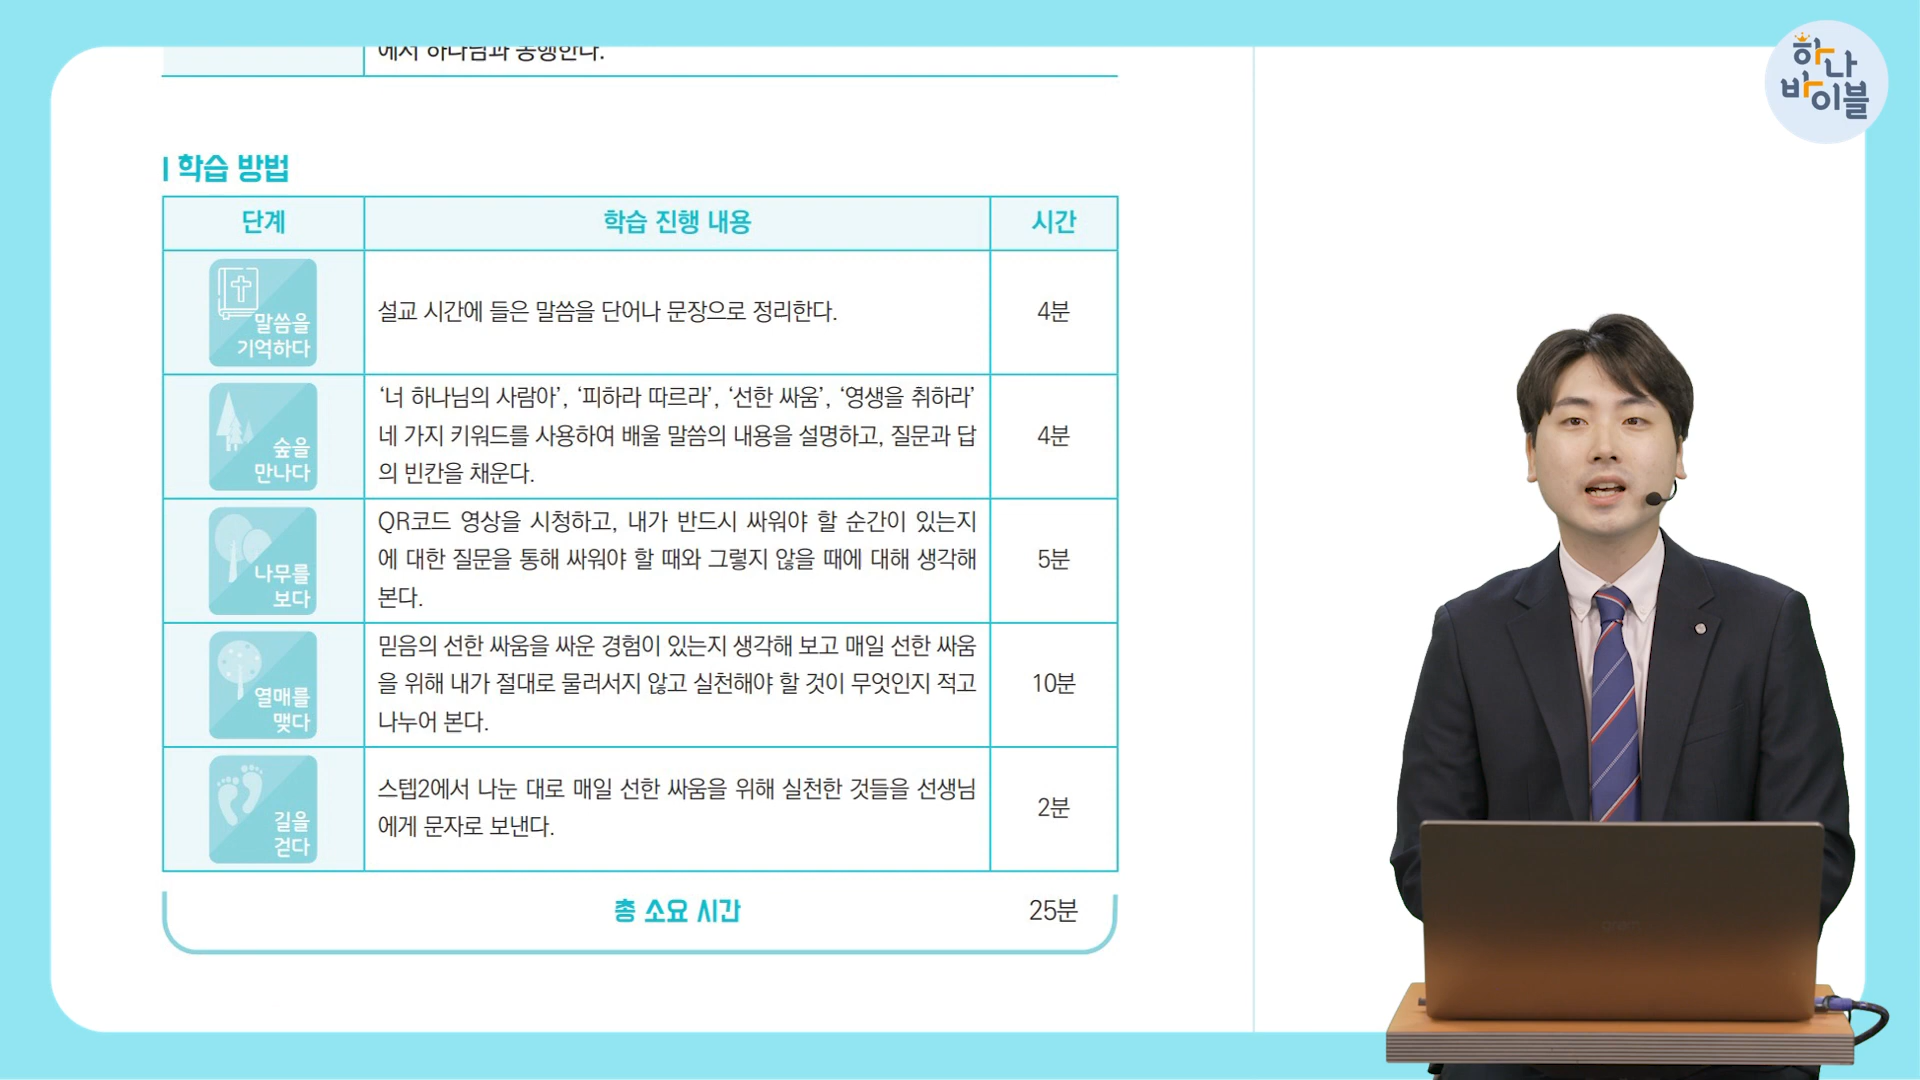 에서 하나님과 동행한다.
하나
바이블
학습 방법
단계 학습 진행 내용 시간
말씀을
기억하다
설교 시간에 들은 말씀을 단어나 문장으로 정리한다.
4분
숲을
만나다
‘너 하나님의 사람아’, ‘피하라 따르라’, ‘선한 싸움’, ‘영생을 취하라’
네 가지 키워드를 사용하여 배울 말씀의 내용을 설명하고, 질문과 답
의 빈칸을 채운다.
4분
나무를
보다
QR코드 영상을 시청하고, 내가 반드시 싸워야 할 순간이 있는지
에 대한 질문을 통해 싸워야 할 때와 그렇지 않을 때에 대해 생각해
본다.
5분
열매를
맺다
믿음의 선한 싸움을 싸운 경험이 있는지 생각해 보고 매일 선한 싸움
을 위해 내가 절대로 물러서지 않고 실천해야 할 것이 무엇인지 적고
나누어 본다.
10분
길을
걷다
스텝2에서 나눈 대로 매일 선한 싸움을 위해 실천한 것들을 선생님
에게 문자로 보낸다.
2분
총 소요 시간 25분